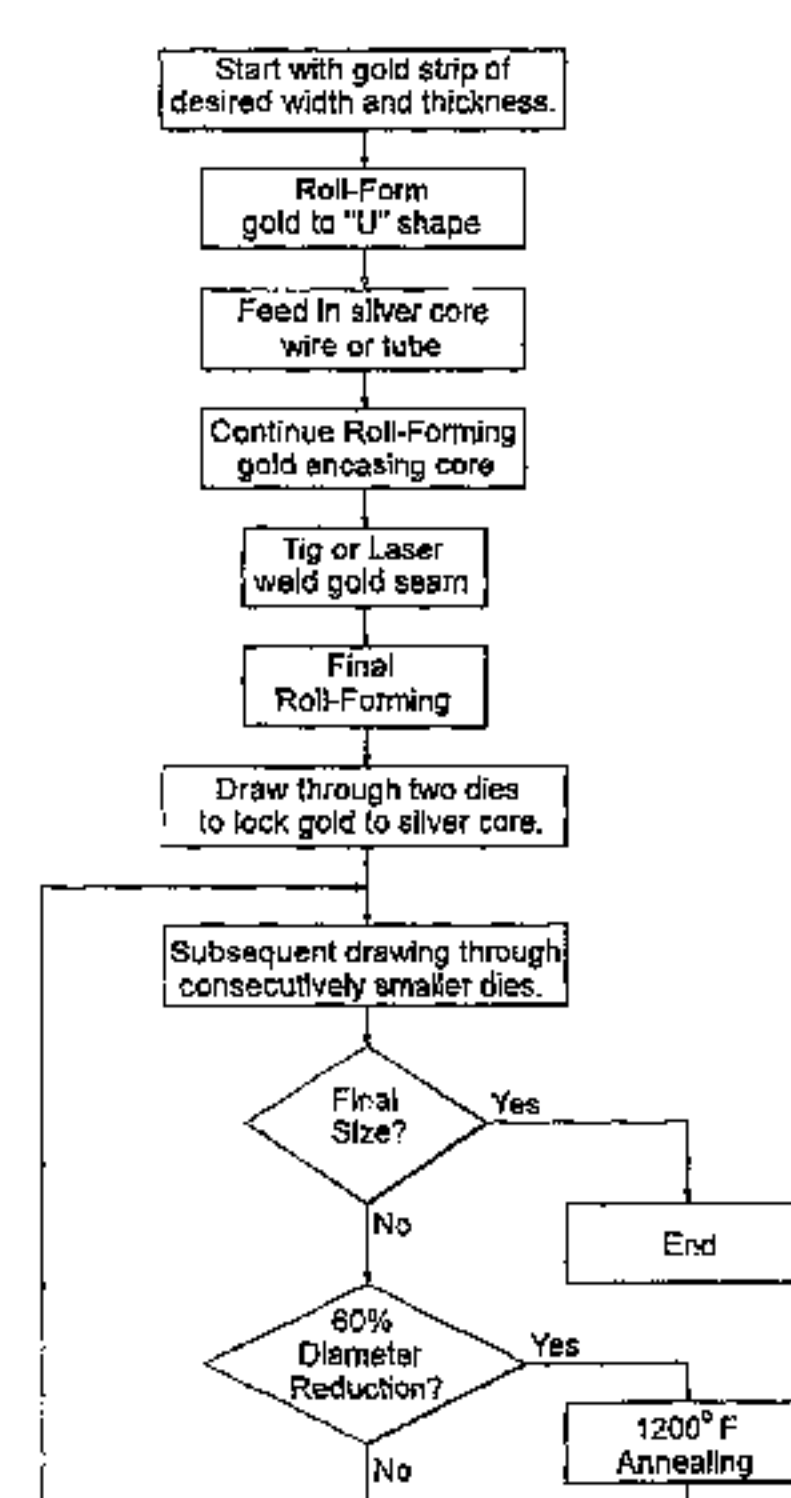 Start with gold strip of
desired width and thickness.
Roll-Form
gold to "U" shape
Feed in silver core
wire or tube
Continue Roll-Forming
gold encasing core
Tig or Laser
weld gold seam
Final
Roll-Forming
Draw through two dies
to lock gold to silver core.
Subsequent drawing through
consecutively smaller dies.
Final
Size?
Yes
No
End
60%
Diameter
Reduction?
Yes
1200° F
Annealing
No